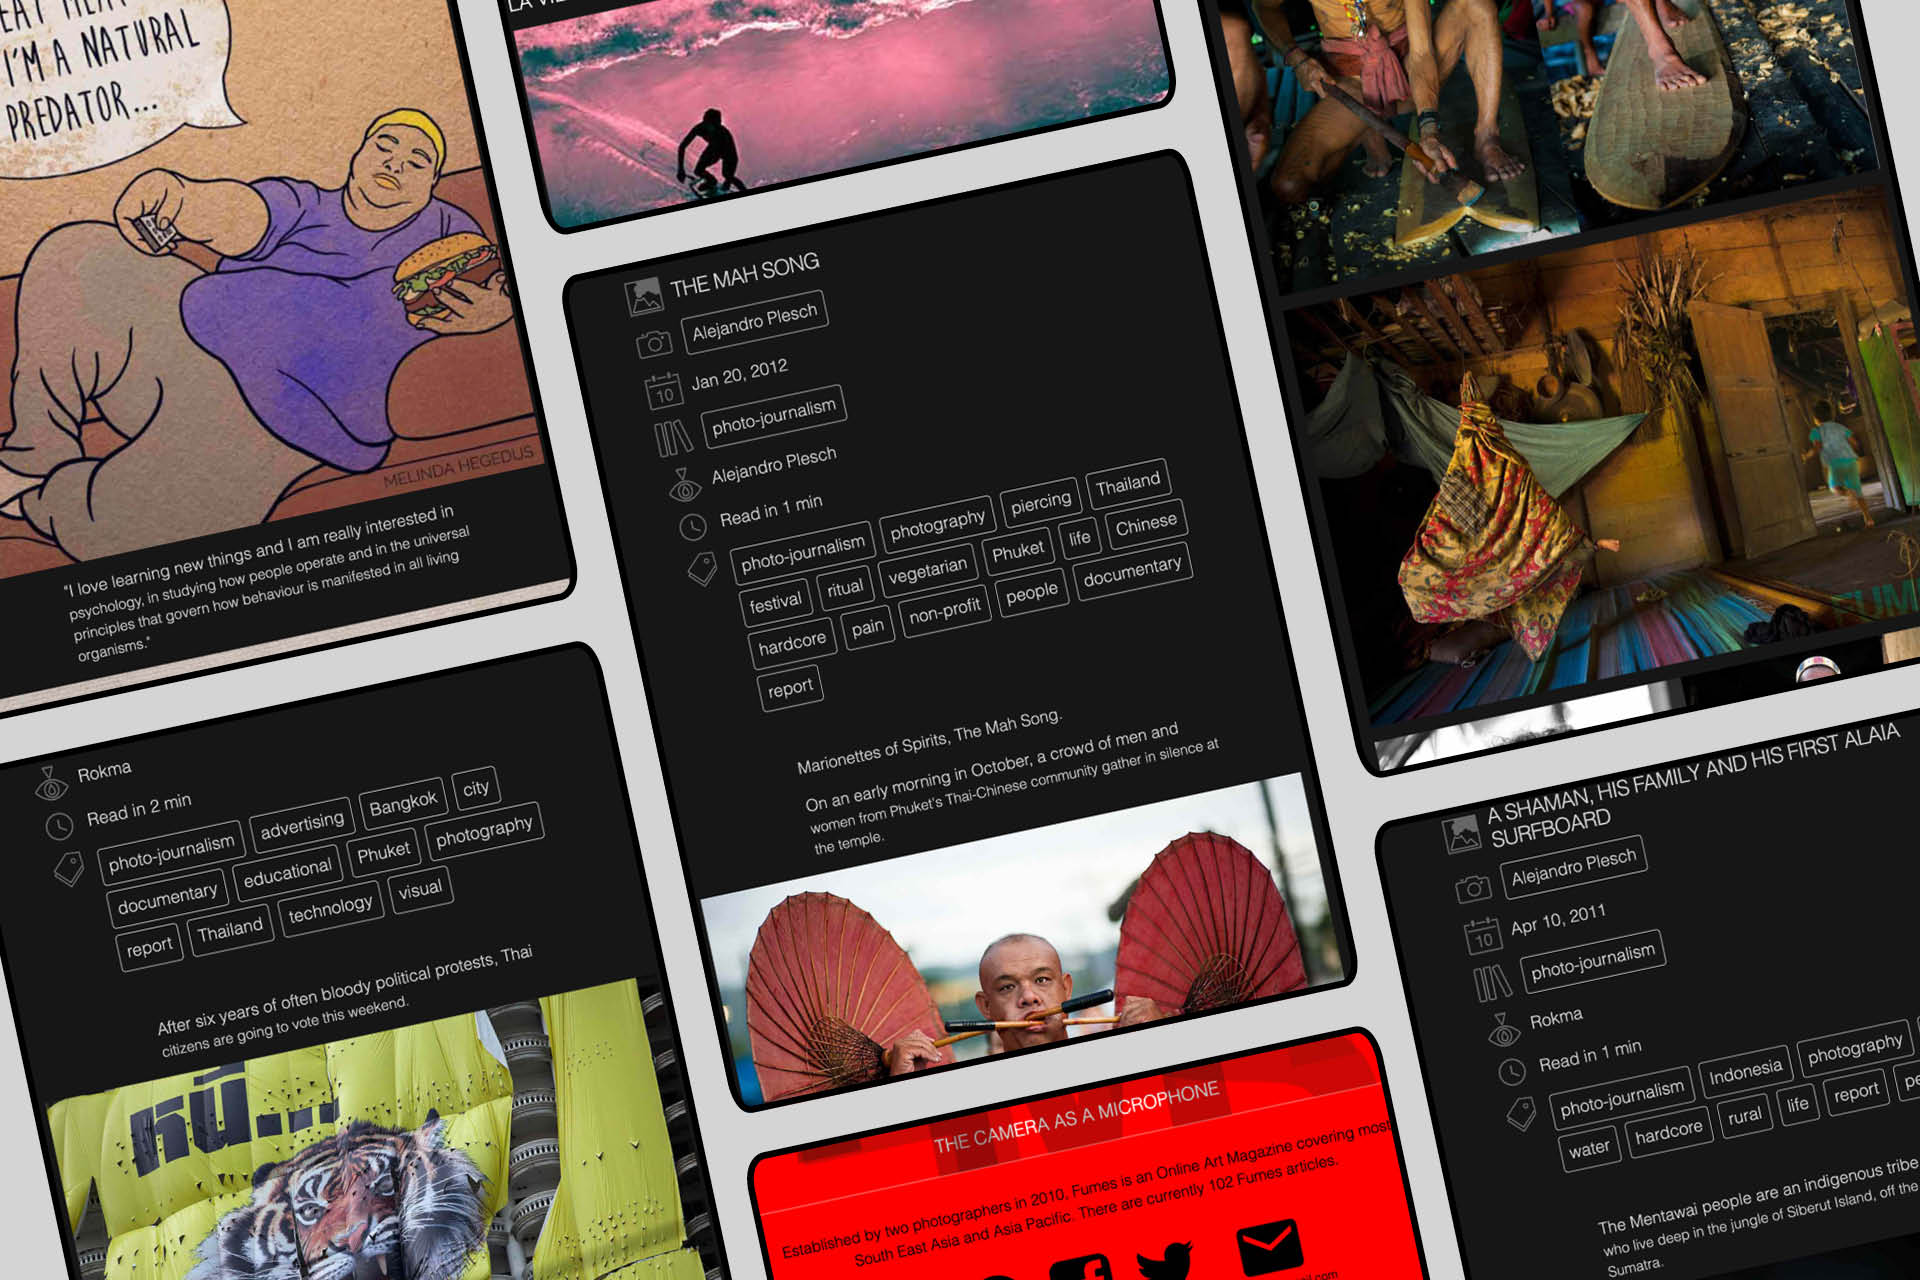 I'M A NATURAL
PREDATOR...
MELINDA HEGEDUS
"I love learning new things and I am really interested in
psychology, in studying how people operate and in the universal
principles that govern how behaviour is manifested in all living
organisms."
Rokma
Read in 2 min
photo-journalism advertising Bangkok city
documentary educational Phuket photography
report Thailand technology visual
After six years of often bloody political protests, Thai
citizens are going to vote this weekend.
THE MAH SONG
Alejandro Plesch
10 Jan 20, 2012
photo-journalism
Alejandro Plesch
Read in 1 min
photo-journalism photography piercing Thailand
festival ritual vegetarian Phuket life Chinese
hardcore pain non-profit people documentary
report
Marionettes of Spirits, The Mah Song.
On an early morning in October, a crowd of men and
women from Phuket's Thai-Chinese community gather in silence at
the temple.
THE CAMERA AS A MICROPHONE
Established by two photographers in 2010, Fumes is an Online Art Magazine covering most
South East Asia and Asia Pacific. There are currently 102 Fumes articles.
A SHAMAN, HIS FAMILY AND HIS FIRST ALAIA
SURFBOARD
Alejandro Plesch
10 Apr 10, 2011
photo-journalism
Rokma
Read in 1 min
photo-journalism Indonesia photography
water hardcore rural life report
The Mentawai people are an indigenous tribe
who live deep in the jungle of Siberut Island, off the
Sumatra.